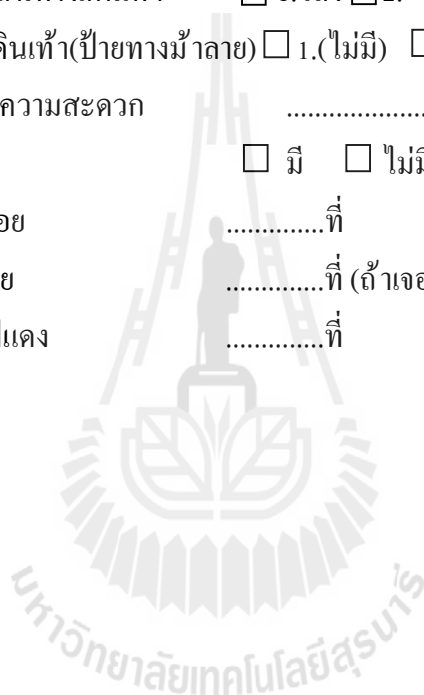 ดินเท้า(ป้ายทางม้าลาย) ☐ 1.(ไม่มี) ☐
ความสะดวก ....................
☐ มี ☐ ไม่มี
อย ..............ที่
ย ..............ที่ (ถ้าเจอ
แดง ..............ที่
มหาวิทยาลัยเทคโนโลยีสุรนารี